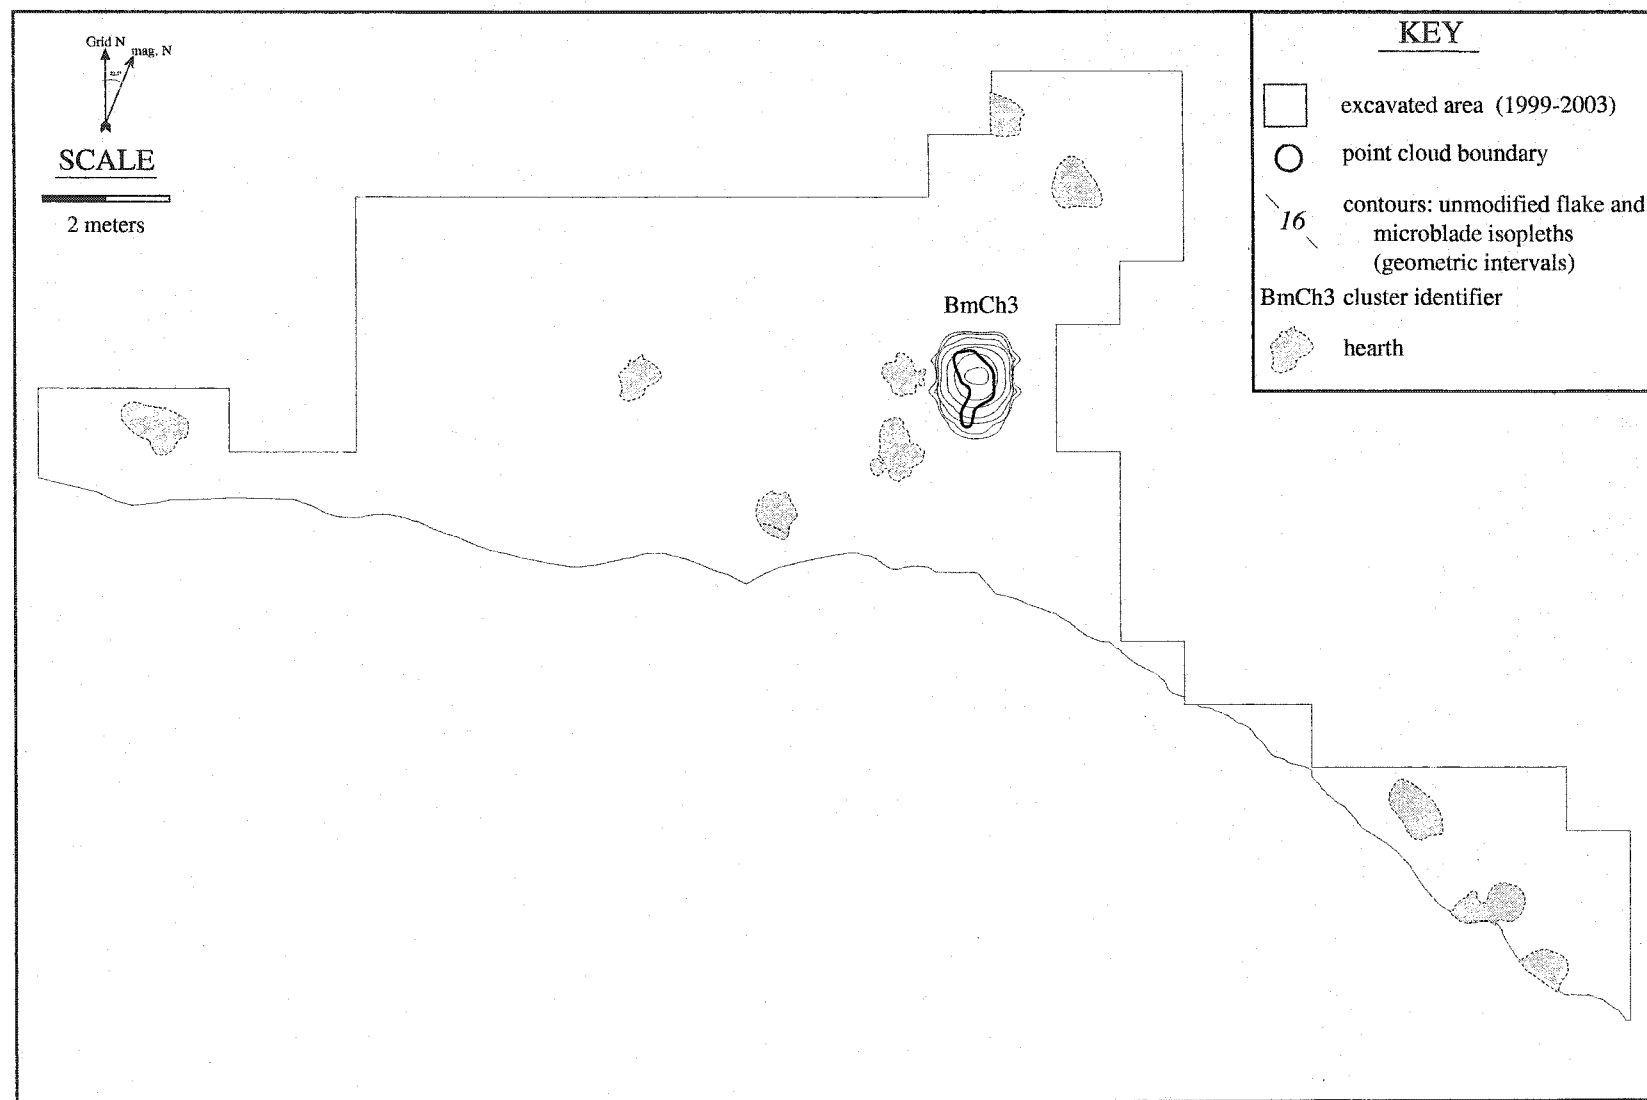 Grid N
mag. N
SCALE
2 meters
BmCh3
KEY
excavated area (1999-2003)
point cloud boundary
16
contours: unmodified flake and
microblade isopleths
(geometric intervals)
BmCh3 cluster identifier
hearth